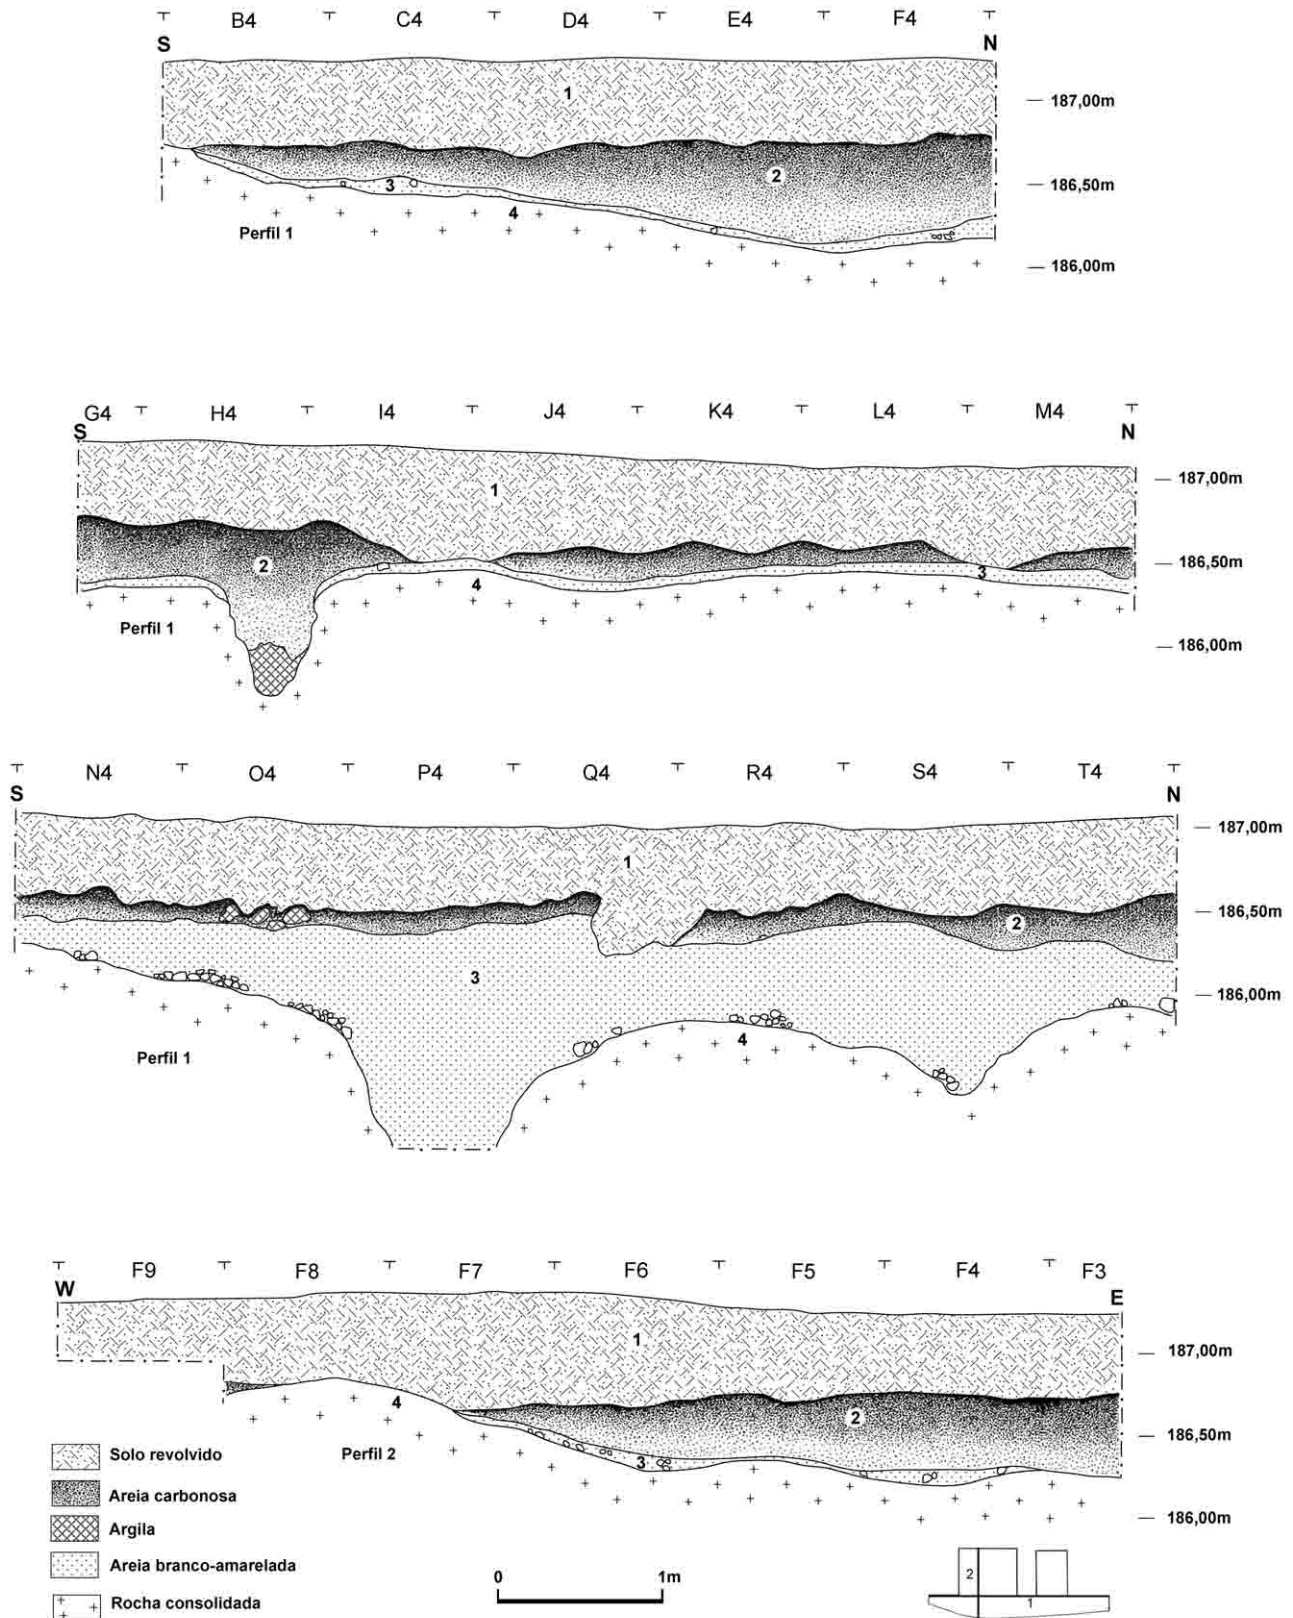 B4 C4 D4 E4 F4
S N
1
187,00m
2
186,50m
3
4
Perfil 1
186,00m
G4 H4 I4 J4 K4 L4 M4
S N
1
187,00m
2
186,50m
3
4
Perfil 1
186,00m
N4 O4 P4 Q4 R4 S4 T4
S N
1
187,00m
2
186,50m
3
186,00m
4
Perfil 1
F9 F8 F7 F6 F5 F4 F3
W E
1
187,00m
4
2
Perfil 2
3
186,50m
186,00m
Solo revolvido
Areia carbonosa
Argila
Areia branco-amarelada
Rocha consolidada
0 1m
2
1